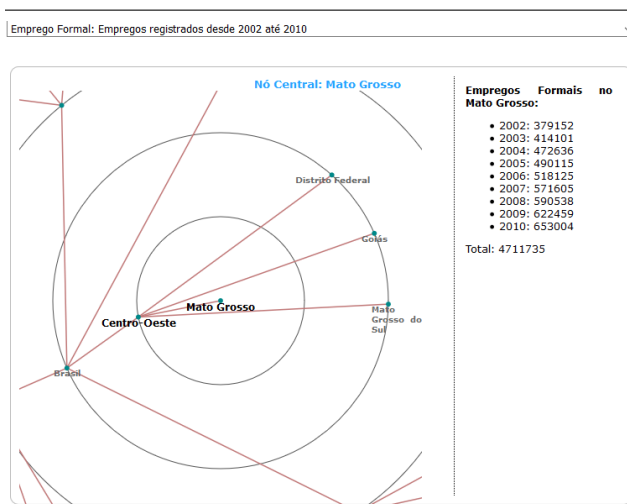 Emprego Formal: Empregos registrados desde 2002 até 2010
Nó Central: Mato Grosso
Distrito Federal
Goiás
Mato Grosso
Centro-Oeste
Mato
Grosso do
Sul
Brasil
Empregos Formais no
Mato Grosso:
2002: 379152
2003: 414101
2004: 472636
2005: 490115
2006: 518125
2007: 571605
2008: 590538
2009: 622459
2010: 653004
Total: 4711735